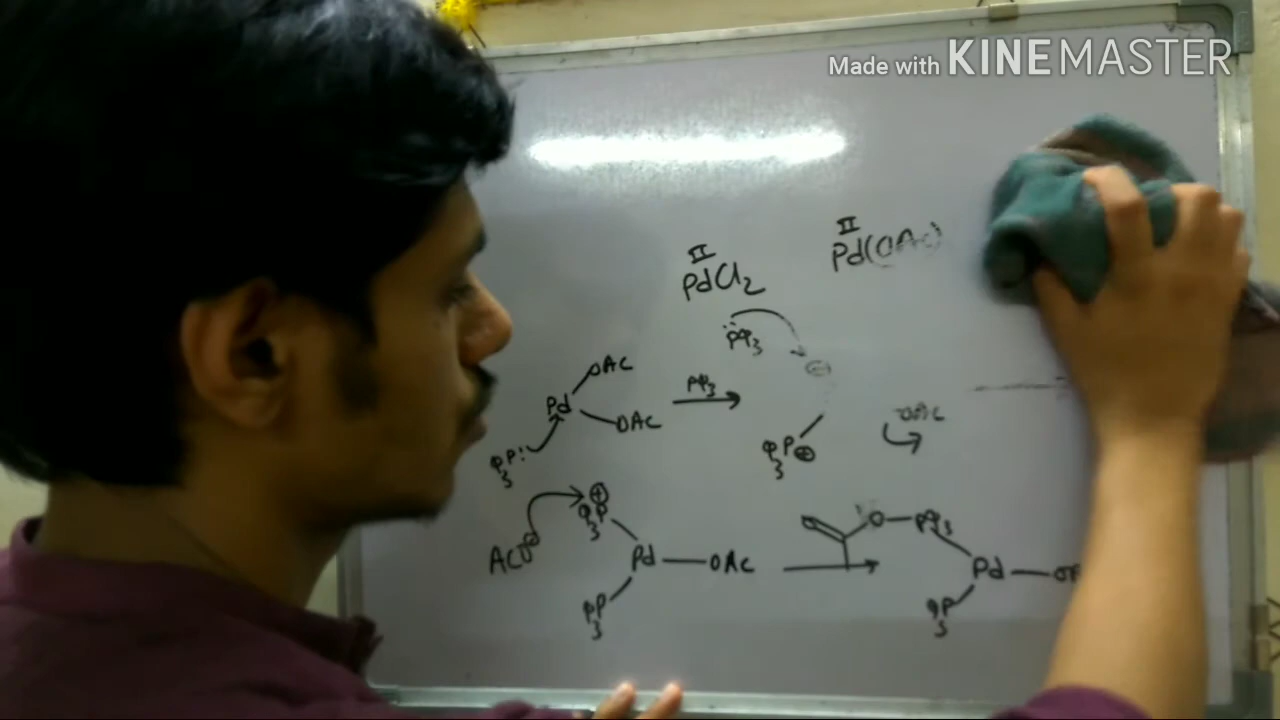 Made with KINEMASTER
II
Pd(OAc)
II
PdCl2
:Pφ3
OAc
Pd
OAc
φ3P:
Pφ3
φ3P⊕
⊖
-OAc
⊕
φ3P
AcO⊖
Pd—OAc
φ3P
O—Pφ3
Pd—
φ3P